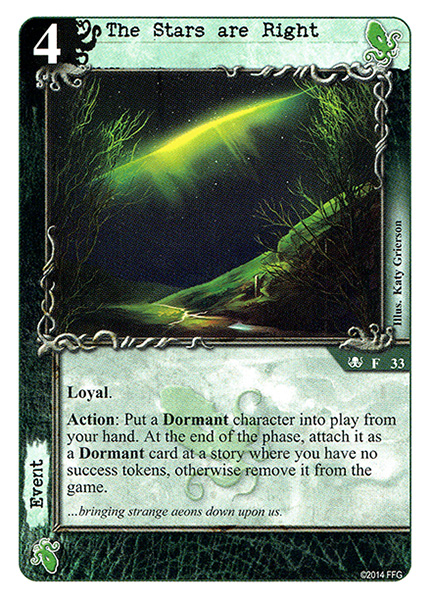 4
The Stars are Right
Illus. Katy Grierson
F 33
Loyal.
Action: Put a Dormant character into play from
your hand. At the end of the phase, attach it as
a Dormant card at a story where you have no
success tokens, otherwise remove it from the
game.
...bringing strange aeons down upon us.
Event
©2014 FFG